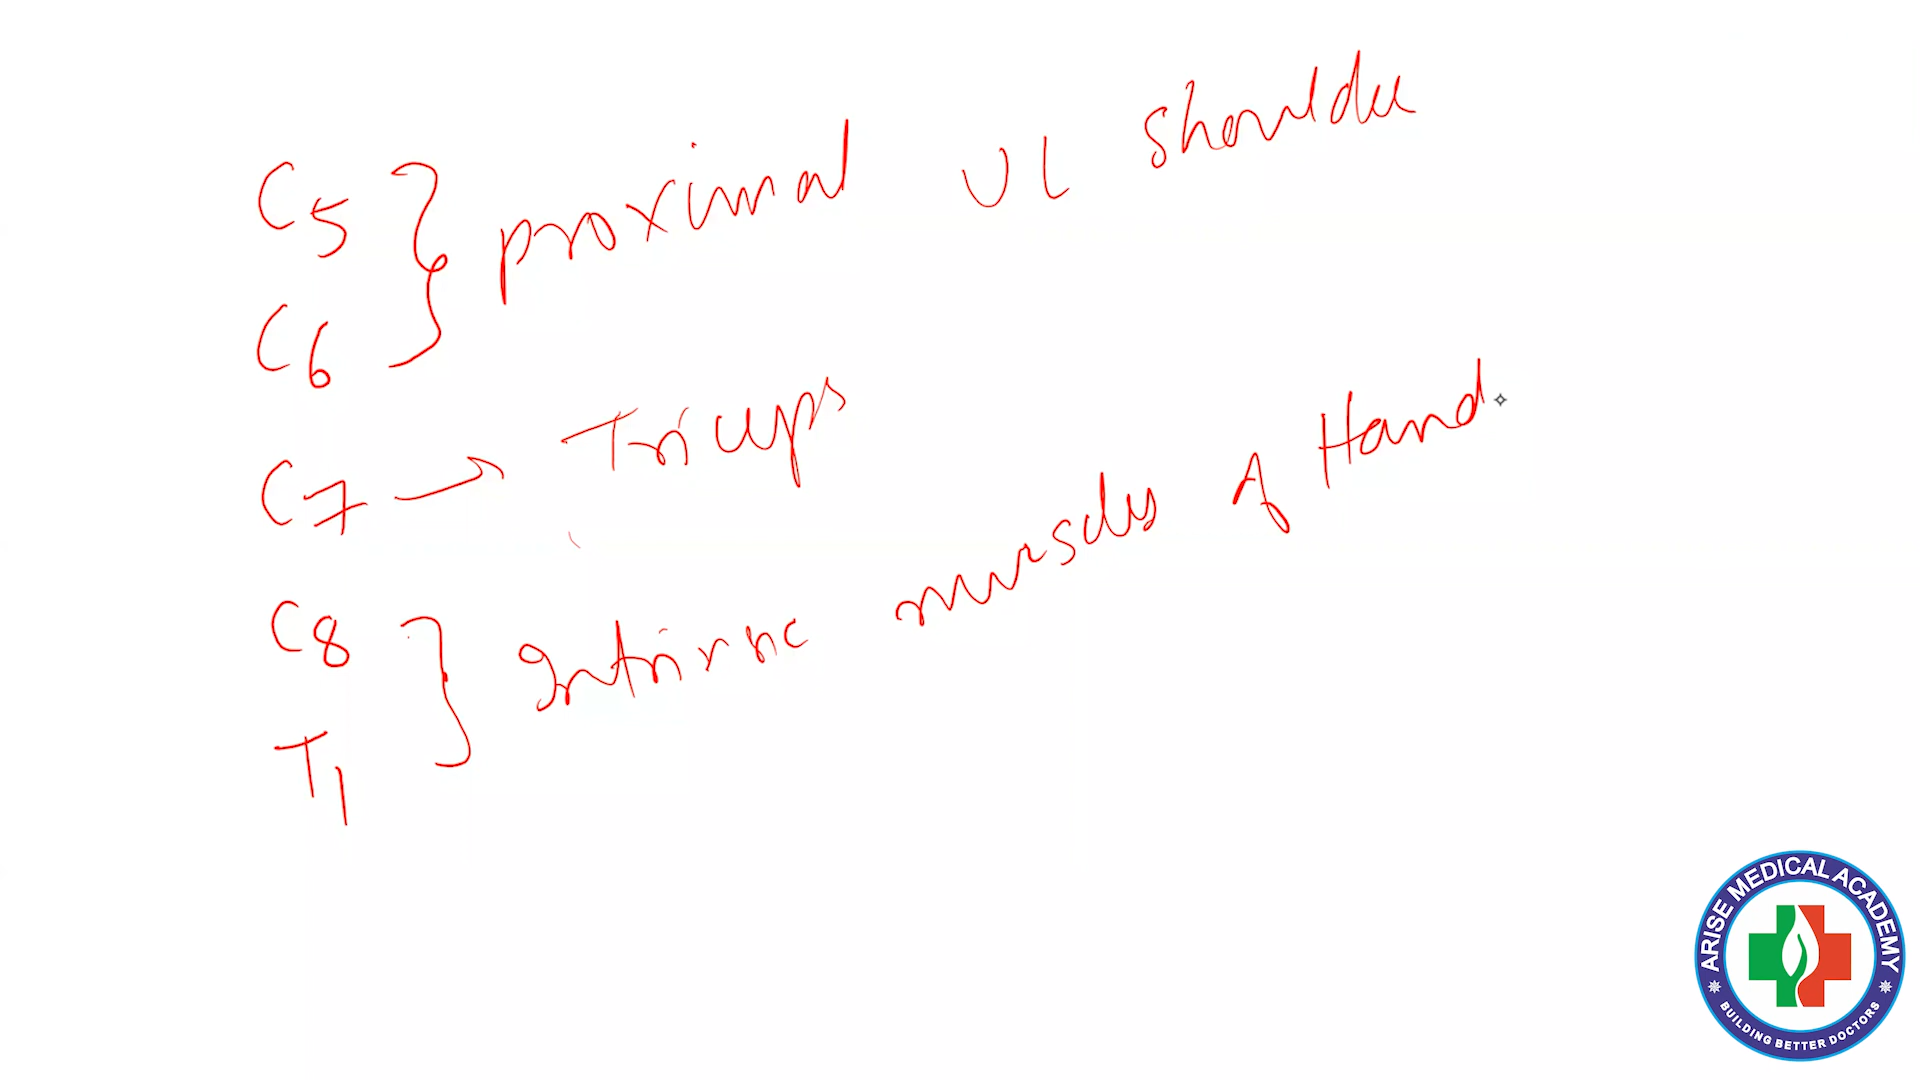 C5 } proximal UL shoulder
C6
C7 → Triceps
C8 } Intrinsic muscles of Hand
T1
ARISE MEDICAL ACADEMY
BUILDING BETTER DOCTORS